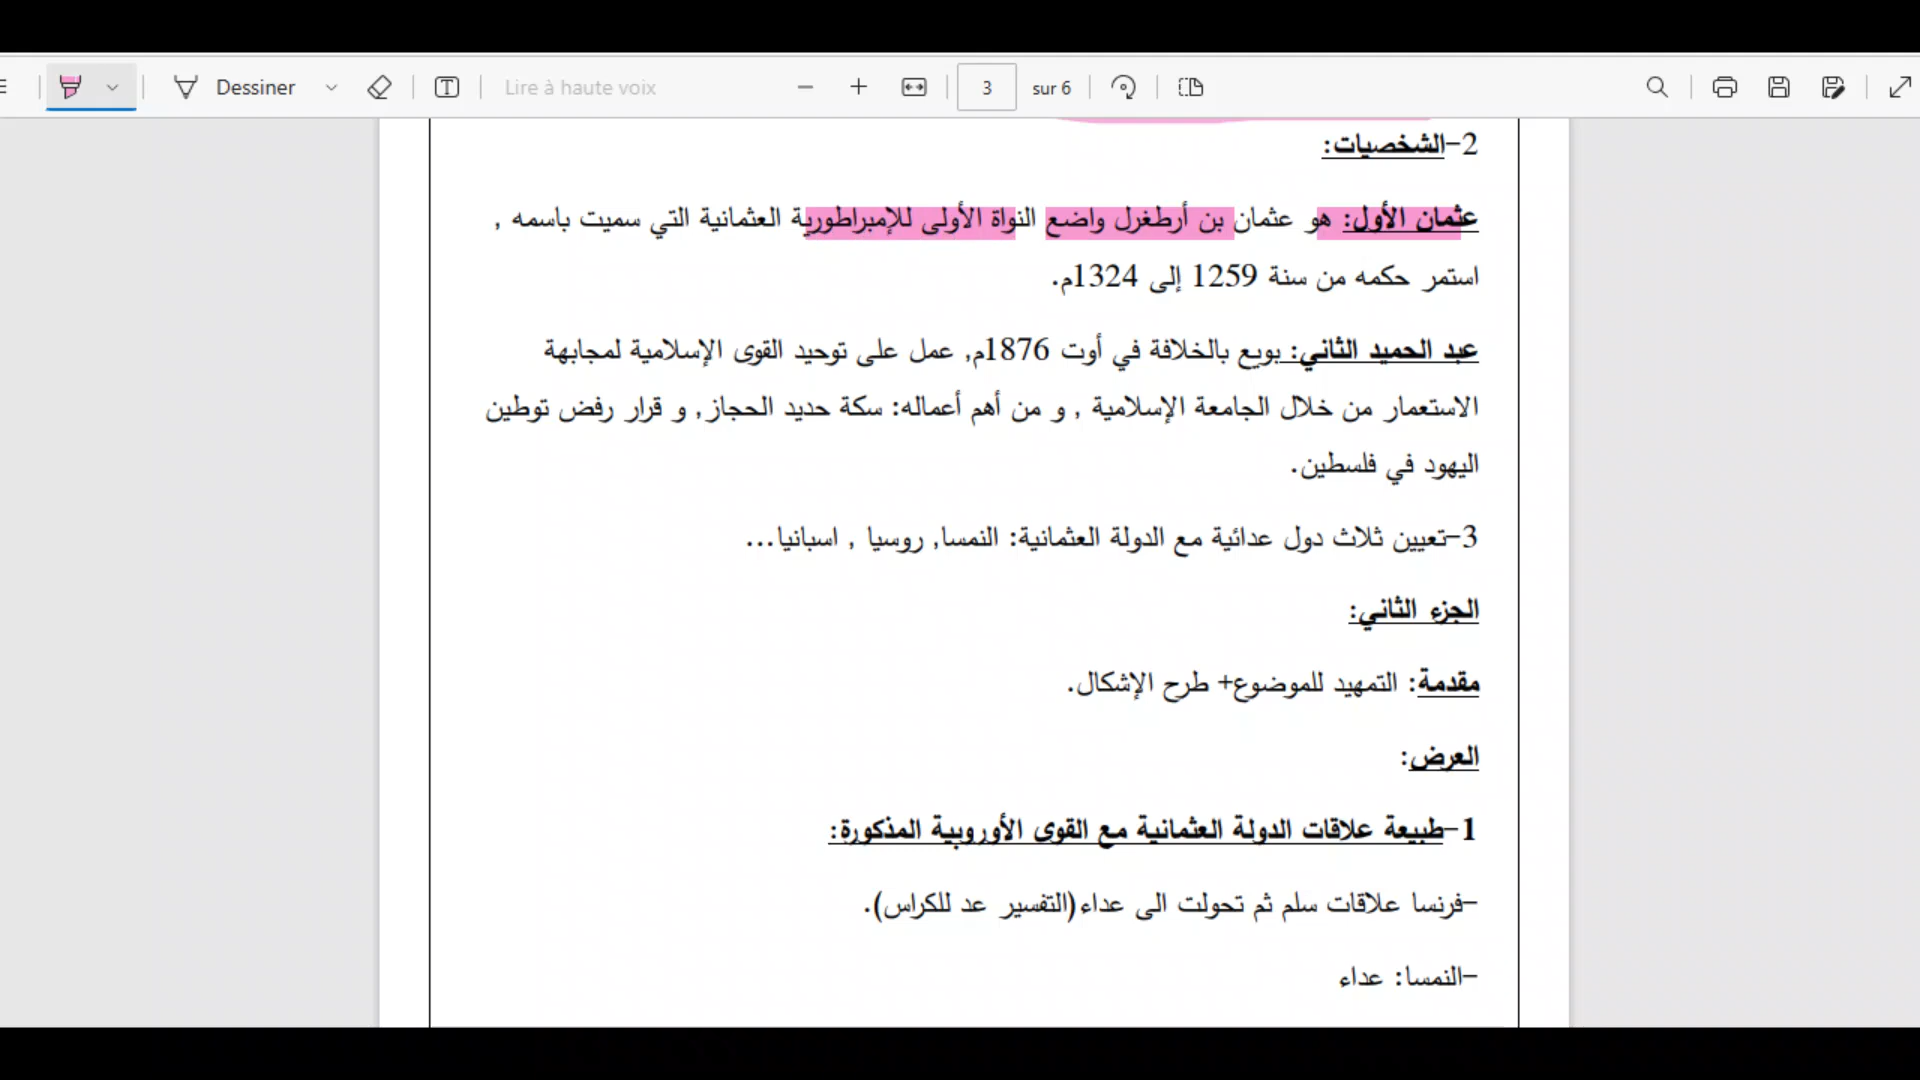 Dessiner
Lire à haute voix
3 sur 6
2-الشخصيات:
عثمان الأول: هو عثمان بن أرطغرل واضع النواة الأولى للإمبراطورية العثمانية التي سميت باسمه ,
استمر حكمه من سنة 1259 إلى 1324م.
عبد الحميد الثاني: بويع بالخلافة في أوت 1876م, عمل على توحيد القوى الإسلامية لمجابهة
الاستعمار من خلال الجامعة الإسلامية , و من أهم أعماله: سكة حديد الحجاز, و قرار رفض توطين
اليهود في فلسطين.
3-تعيين ثلاث دول عدائية مع الدولة العثمانية: النمسا, روسيا , اسبانيا...
الجزء الثاني:
مقدمة: التمهيد للموضوع+ طرح الإشكال.
العرض:
1-طبيعة علاقات الدولة العثمانية مع القوى الأوروبية المذكورة:
-فرنسا علاقات سلم ثم تحولت الى عداء(التفسير عد للكراس).
-النمسا: عداء